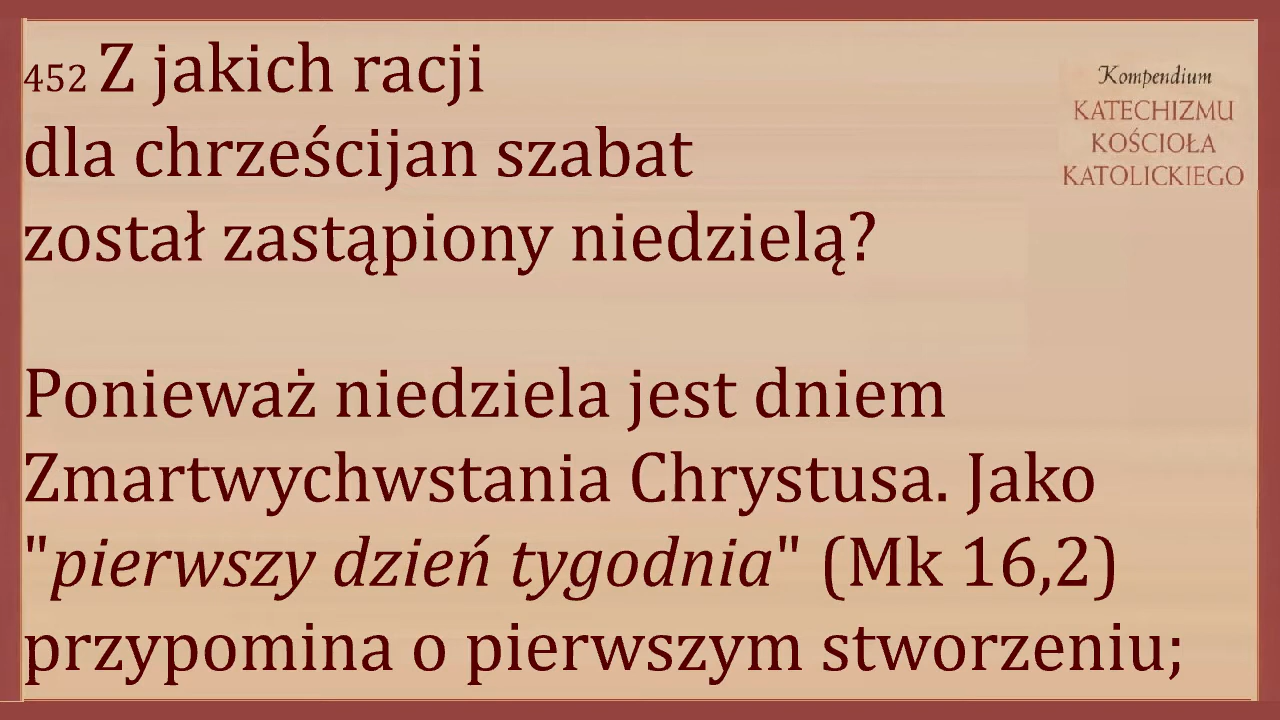 452 Z jakich racji
dla chrześcijan szabat
został zastąpiony niedzielą?
Kompendium
KATECHIZMU
KOŚCIOŁA
KATOLICKIEGO
Ponieważ niedziela jest dniem
Zmartwychwstania Chrystusa. Jako
"pierwszy dzień tygodnia" (Mk 16,2)
przypomina o pierwszym stworzeniu;